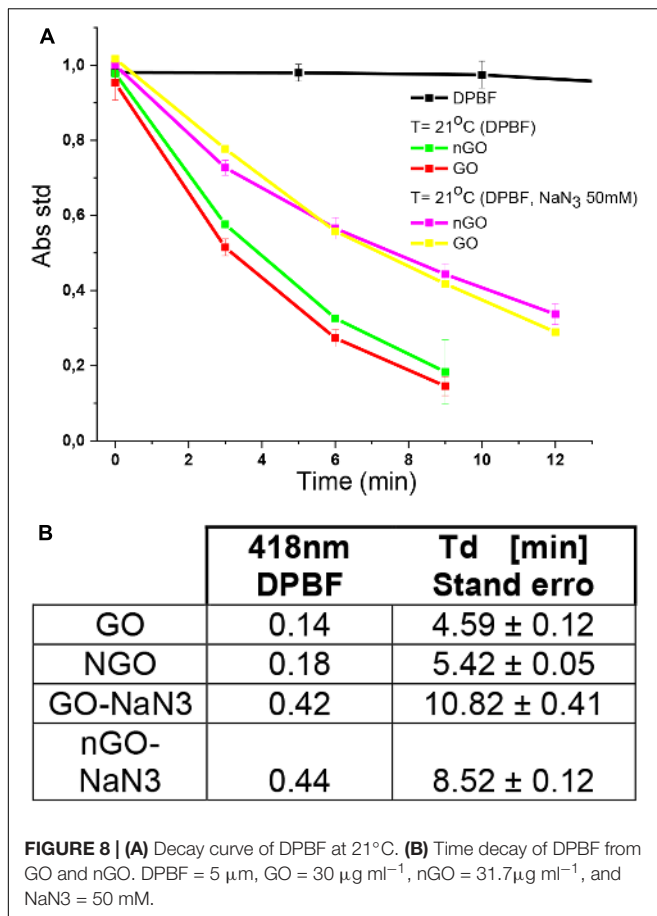 A
1,0
0,8
0,6
0,4
0,2
0,0
Abs std
0 2 4 6 8 10 12
Time (min)
DPBF
T= 21°C (DPBF)
nGO
GO
T= 21°C (DPBF, NaN3 50mM)
nGO
GO
B
418nm DPBF
Td [min] Stand erro
GO 0.14 4.59 ± 0.12
NGO 0.18 5.42 ± 0.05
GO-NaN3 0.42 10.82 ± 0.41
nGO-
NaN3 0.44 8.52 ± 0.12
FIGURE 8 | (A) Decay curve of DPBF at 21°C. (B) Time decay of DPBF from
GO and nGO. DPBF = 5 μm, GO = 30 μg ml−1, nGO = 31.7μg ml−1, and
NaN3 = 50 mM.